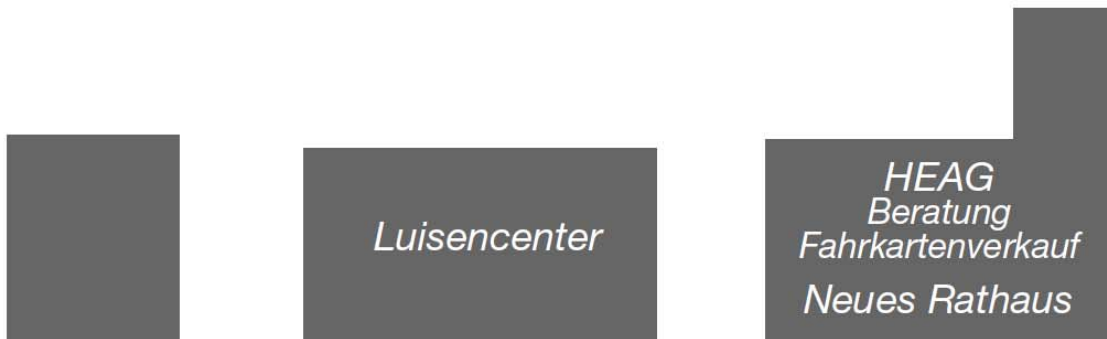 Luisencenter
HEAG
Beratung
Fahrkartenverkauf
Neues Rathaus